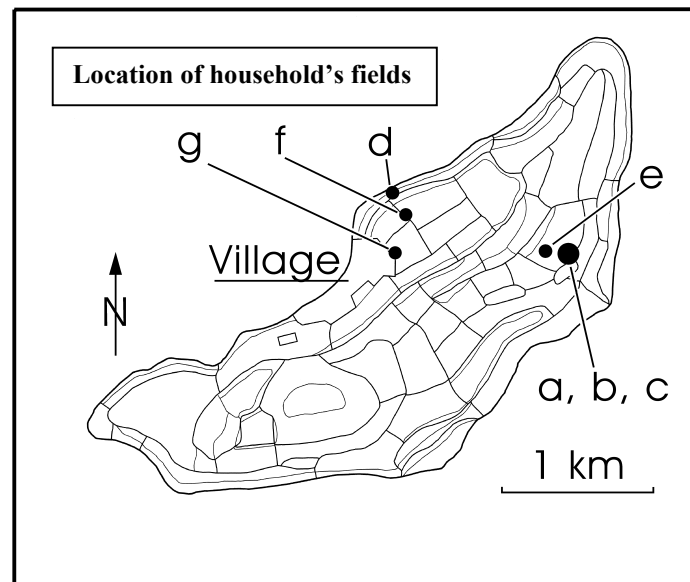 Location of household’s fields
g
f
d
e
Village
N
a, b, c
1 km